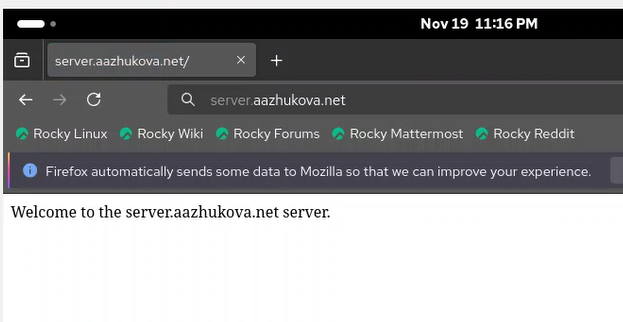 Nov 19 11:16 PM
server.aazhukova.net/
server.aazhukova.net
Rocky Linux Rocky Wiki Rocky Forums Rocky Mattermost Rocky Reddit
Firefox automatically sends some data to Mozilla so that we can improve your experience.
Welcome to the server.aazhukova.net server.